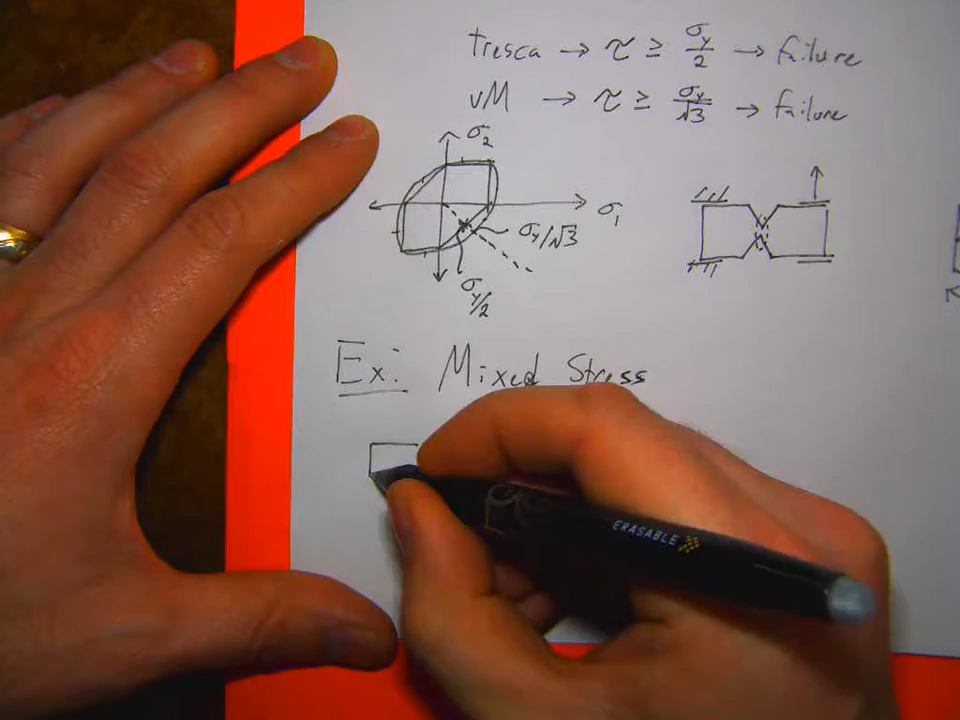 tresca → τ ≥ σy/2 → failure
vM → τ ≥ σy/√3 → failure
σ2
σ1
σy/√3
σy/2
Ex: Mixed Stress
ERASABLE